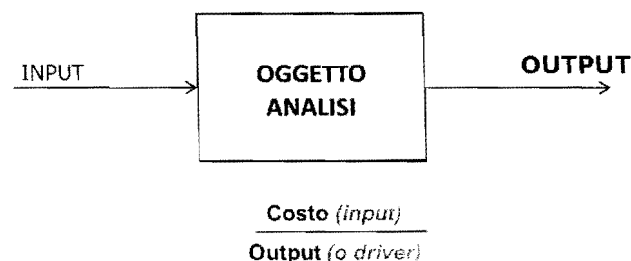 INPUT
OGGETTO
ANALISI
OUTPUT
Costo (input)
Output (o driver)